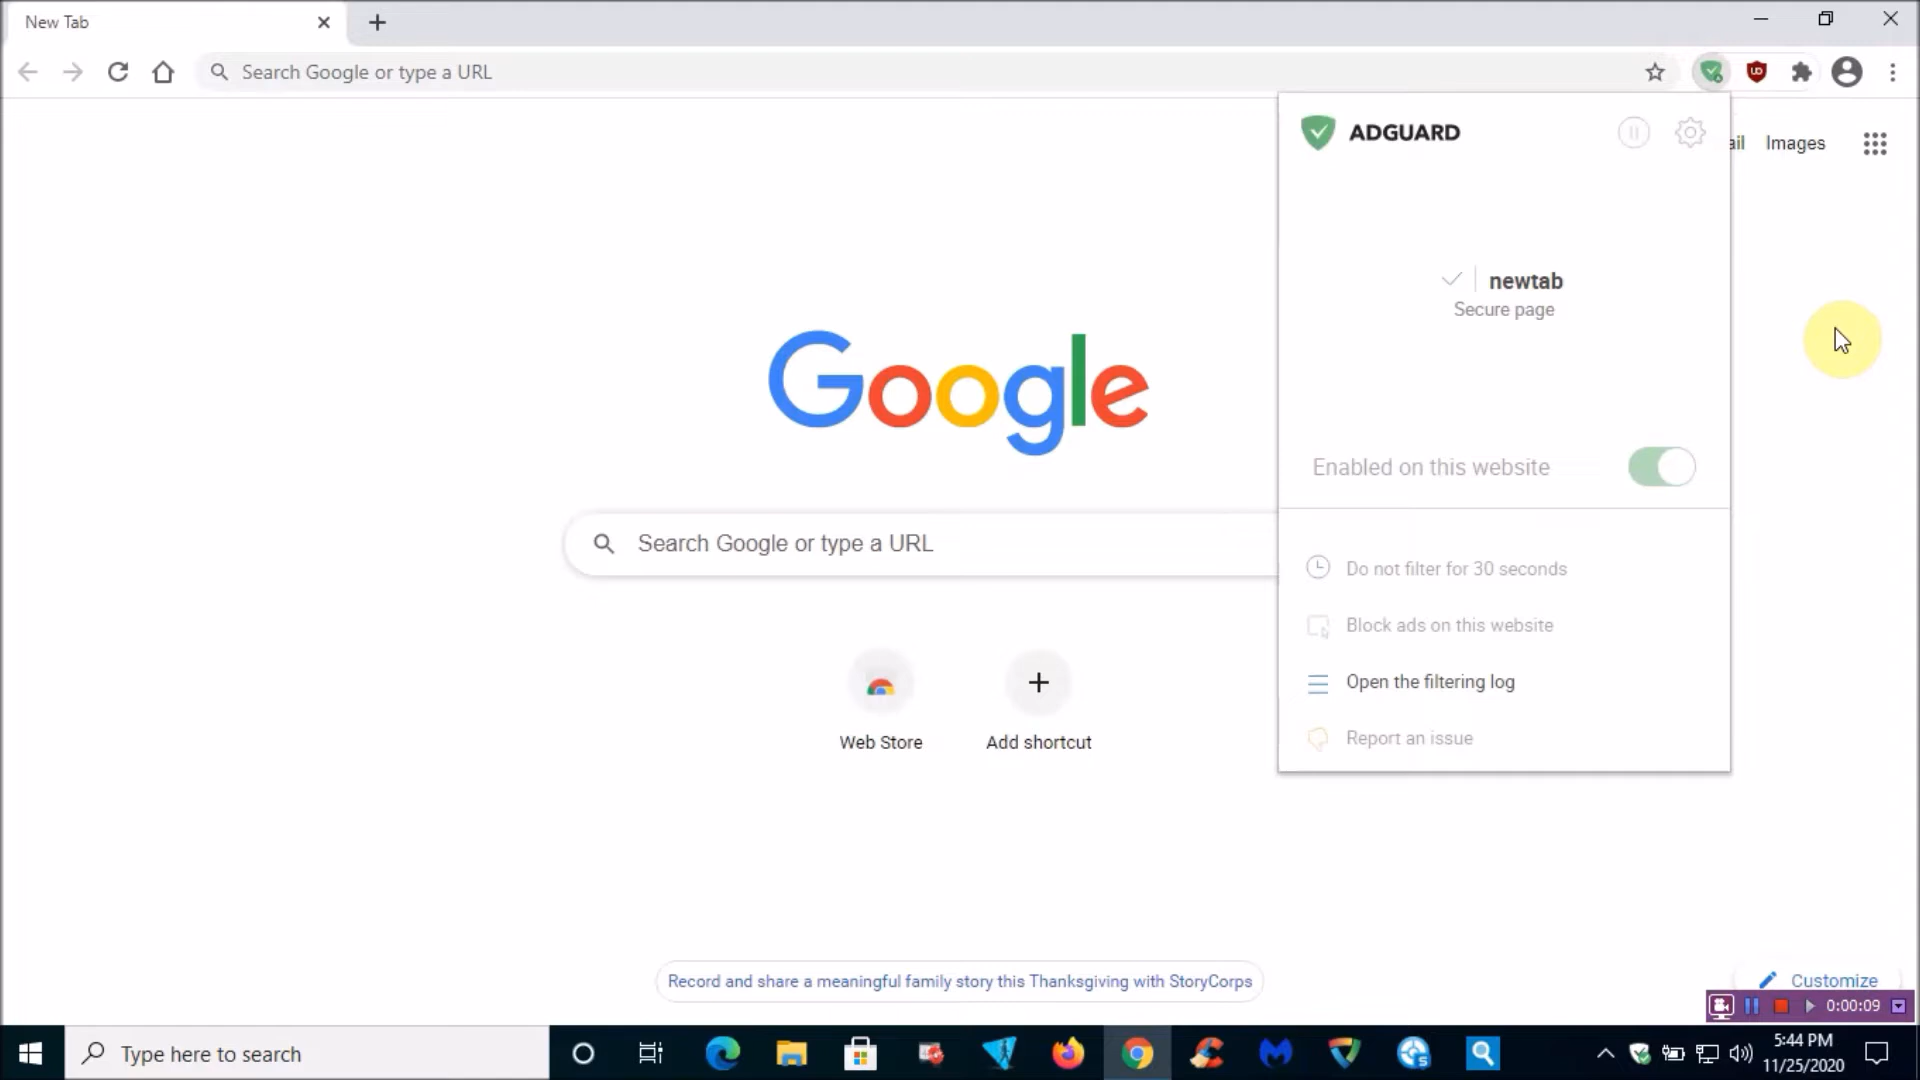 New Tab
Search Google or type a URL
ADGUARD
ail Images
newtab
Secure page
Google
Enabled on this website
Search Google or type a URL
Do not filter for 30 seconds
Block ads on this website
Open the filtering log
Report an issue
Web Store
Add shortcut
Record and share a meaningful family story this Thanksgiving with StoryCorps
Customize
0:00:09
Type here to search
5:44 PM
11/25/2020